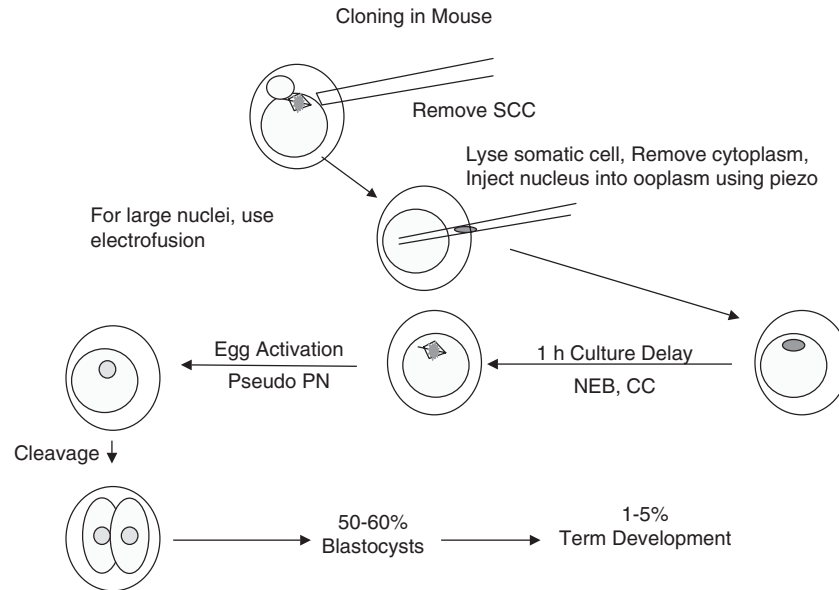 Cloning in Mouse
Remove SCC
Lyse somatic cell, Remove cytoplasm,
Inject nucleus into ooplasm using piezo
For large nuclei, use
electrofusion
Egg Activation
Pseudo PN
1 h Culture Delay
NEB, CC
Cleavage
50-60%
Blastocysts
1-5%
Term Development